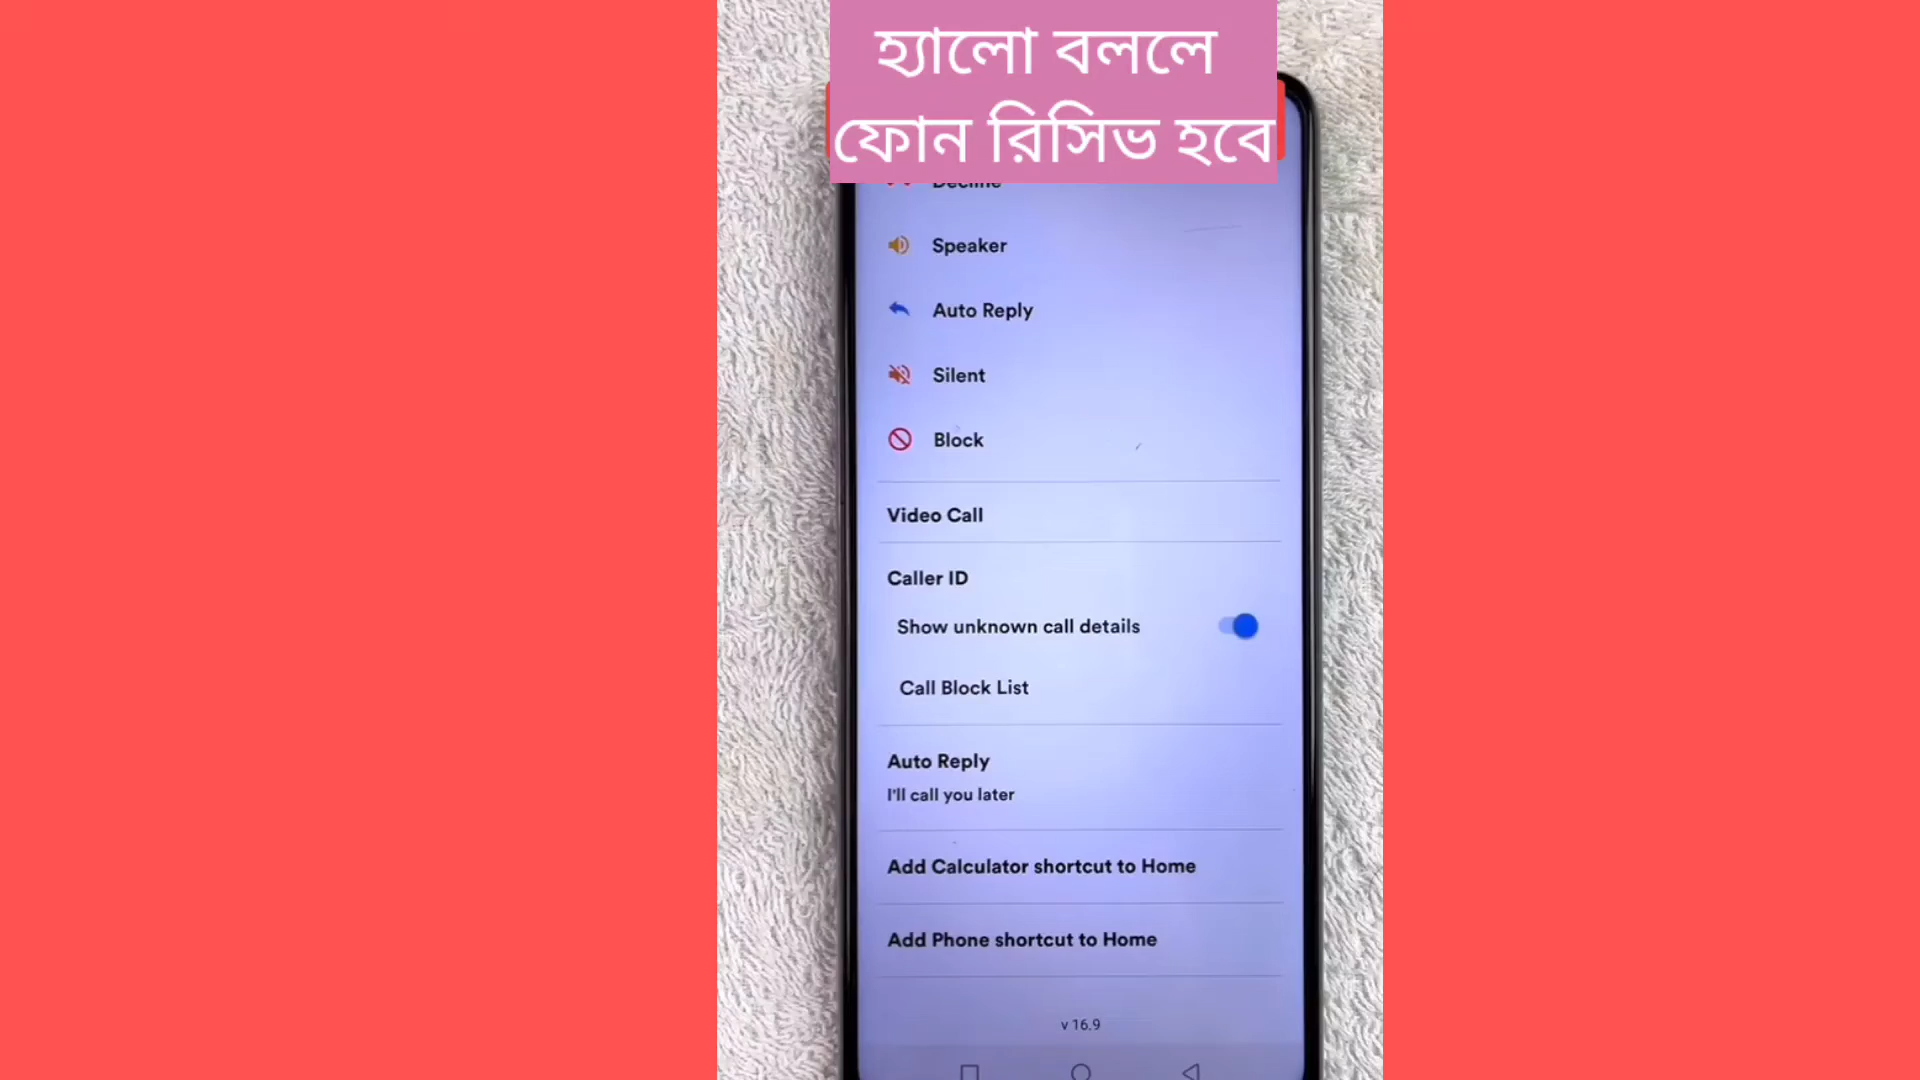 হ্যালো বললে
ফোন রিসিভ হবে
Decline
Speaker
Auto Reply
Silent
Block
Video Call
Caller ID
Show unknown call details
Call Block List
Auto Reply
I'll call you later
Add Calculator shortcut to Home
Add Phone shortcut to Home
v 16.9